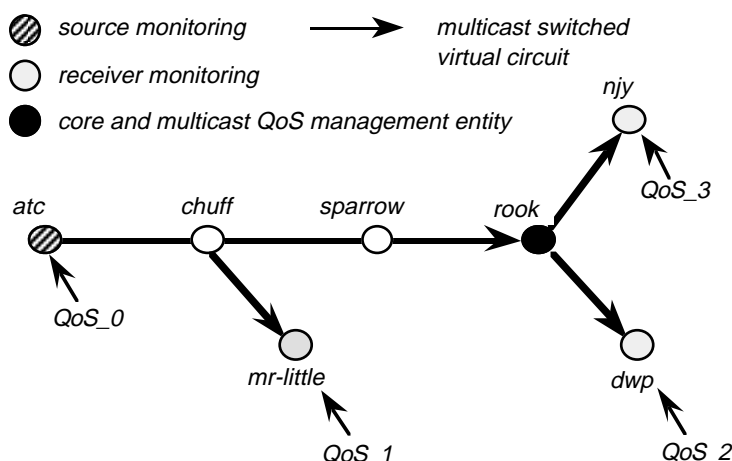 source monitoring
multicast switched
virtual circuit
receiver monitoring
core and multicast QoS management entity
njy
QoS_3
atc
chuff
sparrow
rook
QoS_0
mr-little
dwp
QoS_1
QoS_2